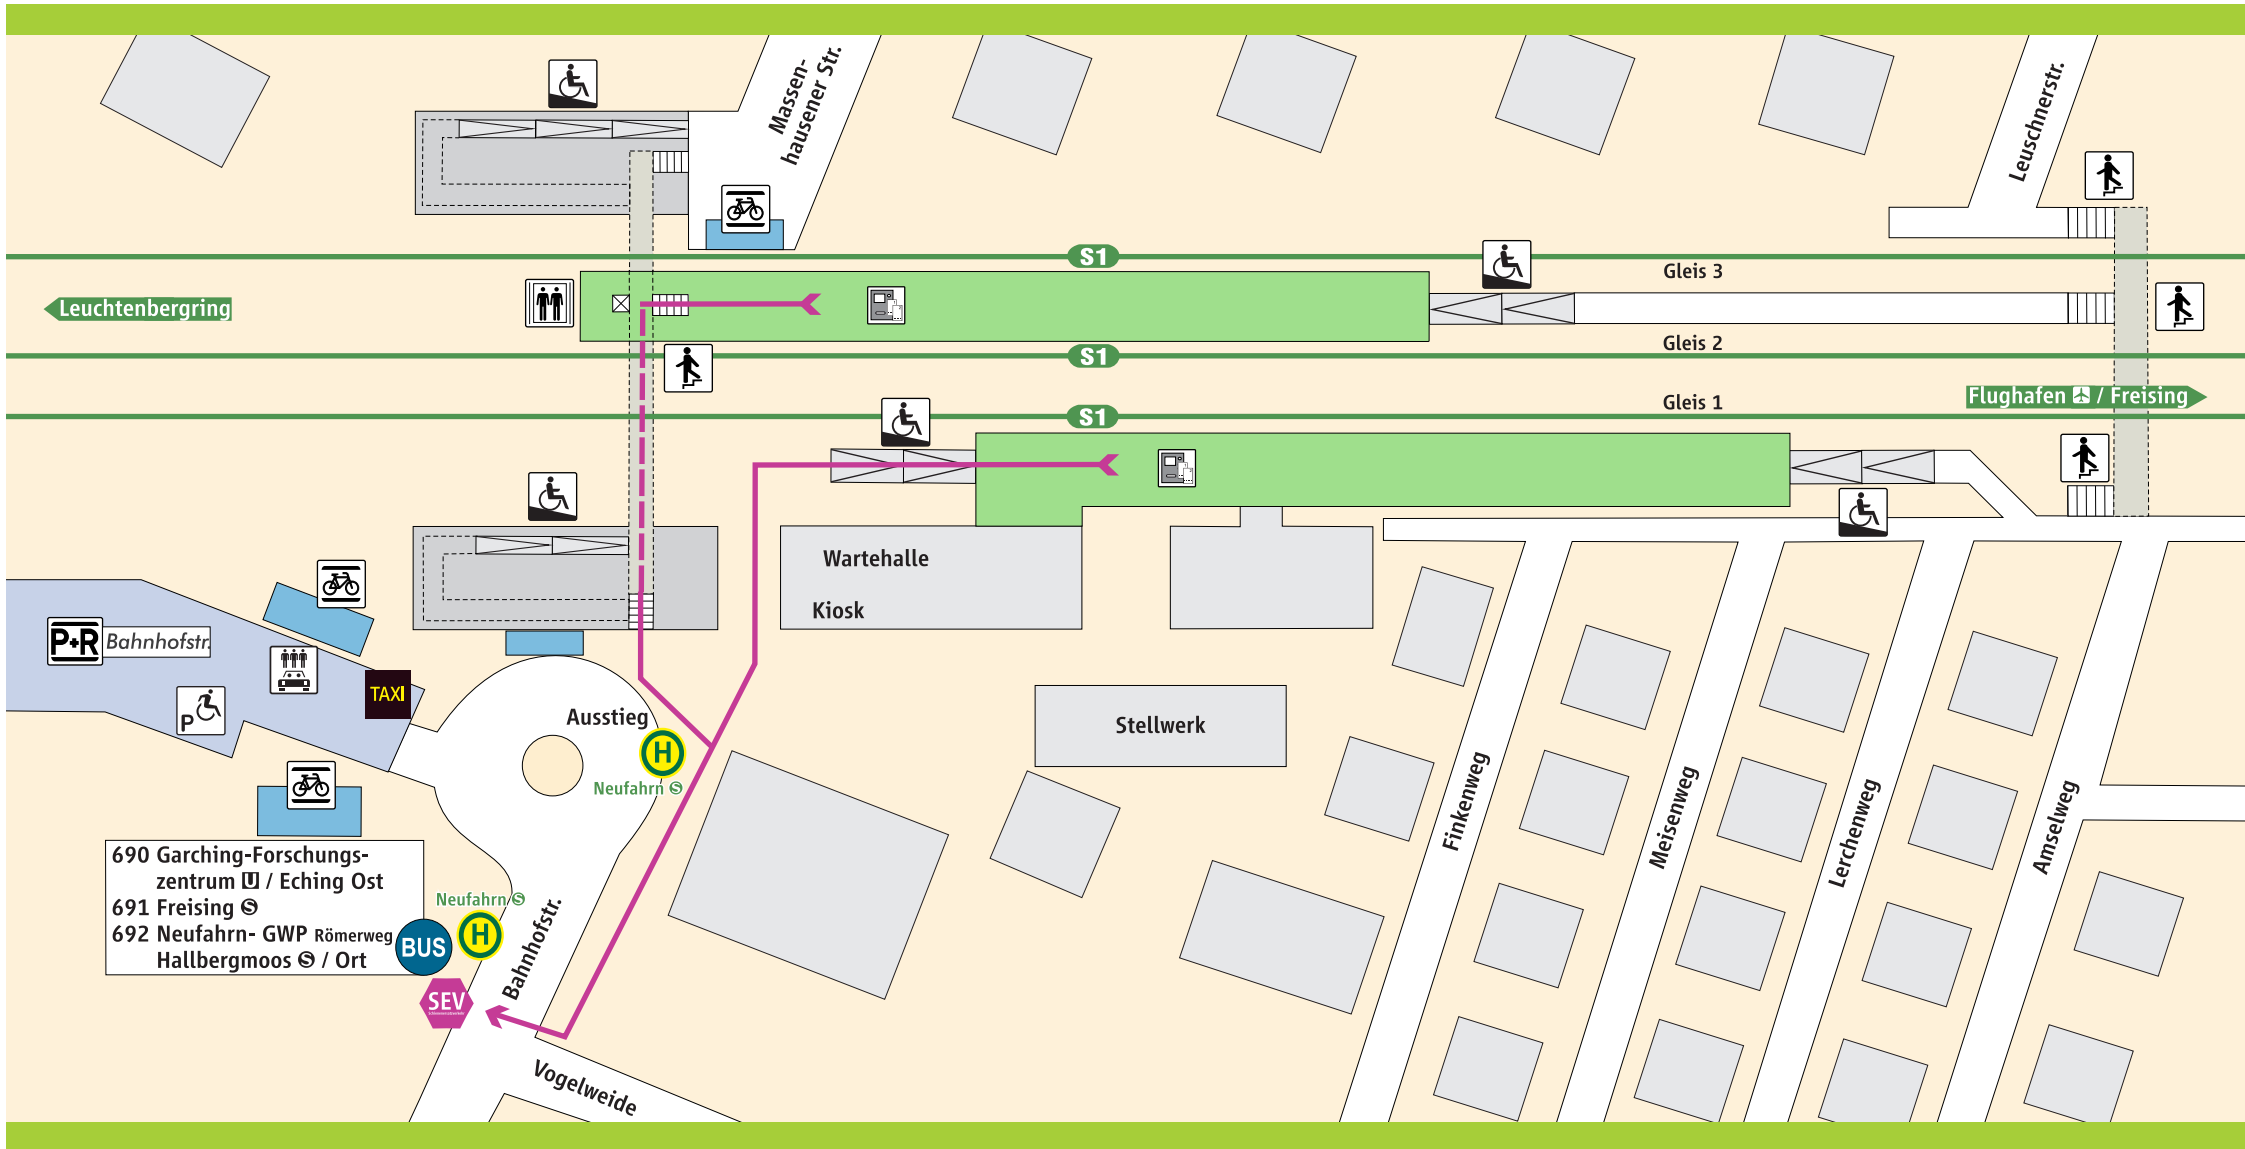 Massen-
hausener Str.
Leuschnerstr.
S1
Gleis 3
Leuchtenbergring
Gleis 2
S1
Flughafen / Freising
Gleis 1
S1
Wartehalle
Kiosk
P+R Bahnhofstr.
TAXI
P
Ausstieg
H
Neufahrn S
Stellwerk
Finkenweg
Meisenweg
Lerchenweg
Amselweg
690 Garching-Forschungs-
zentrum U / Eching Ost
691 Freising S
692 Neufahrn- GWP Römerweg
Hallbergmoos S / Ort
BUS
Neufahrn S
H
SEV
Bahnhofstr.
Vogelweide